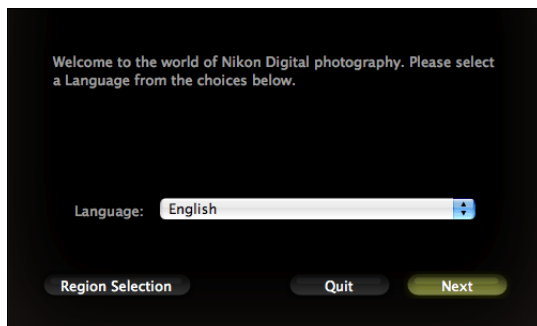 Welcome to the world of Nikon Digital photography. Please select
a Language from the choices below.
Language: English
Region Selection Quit Next